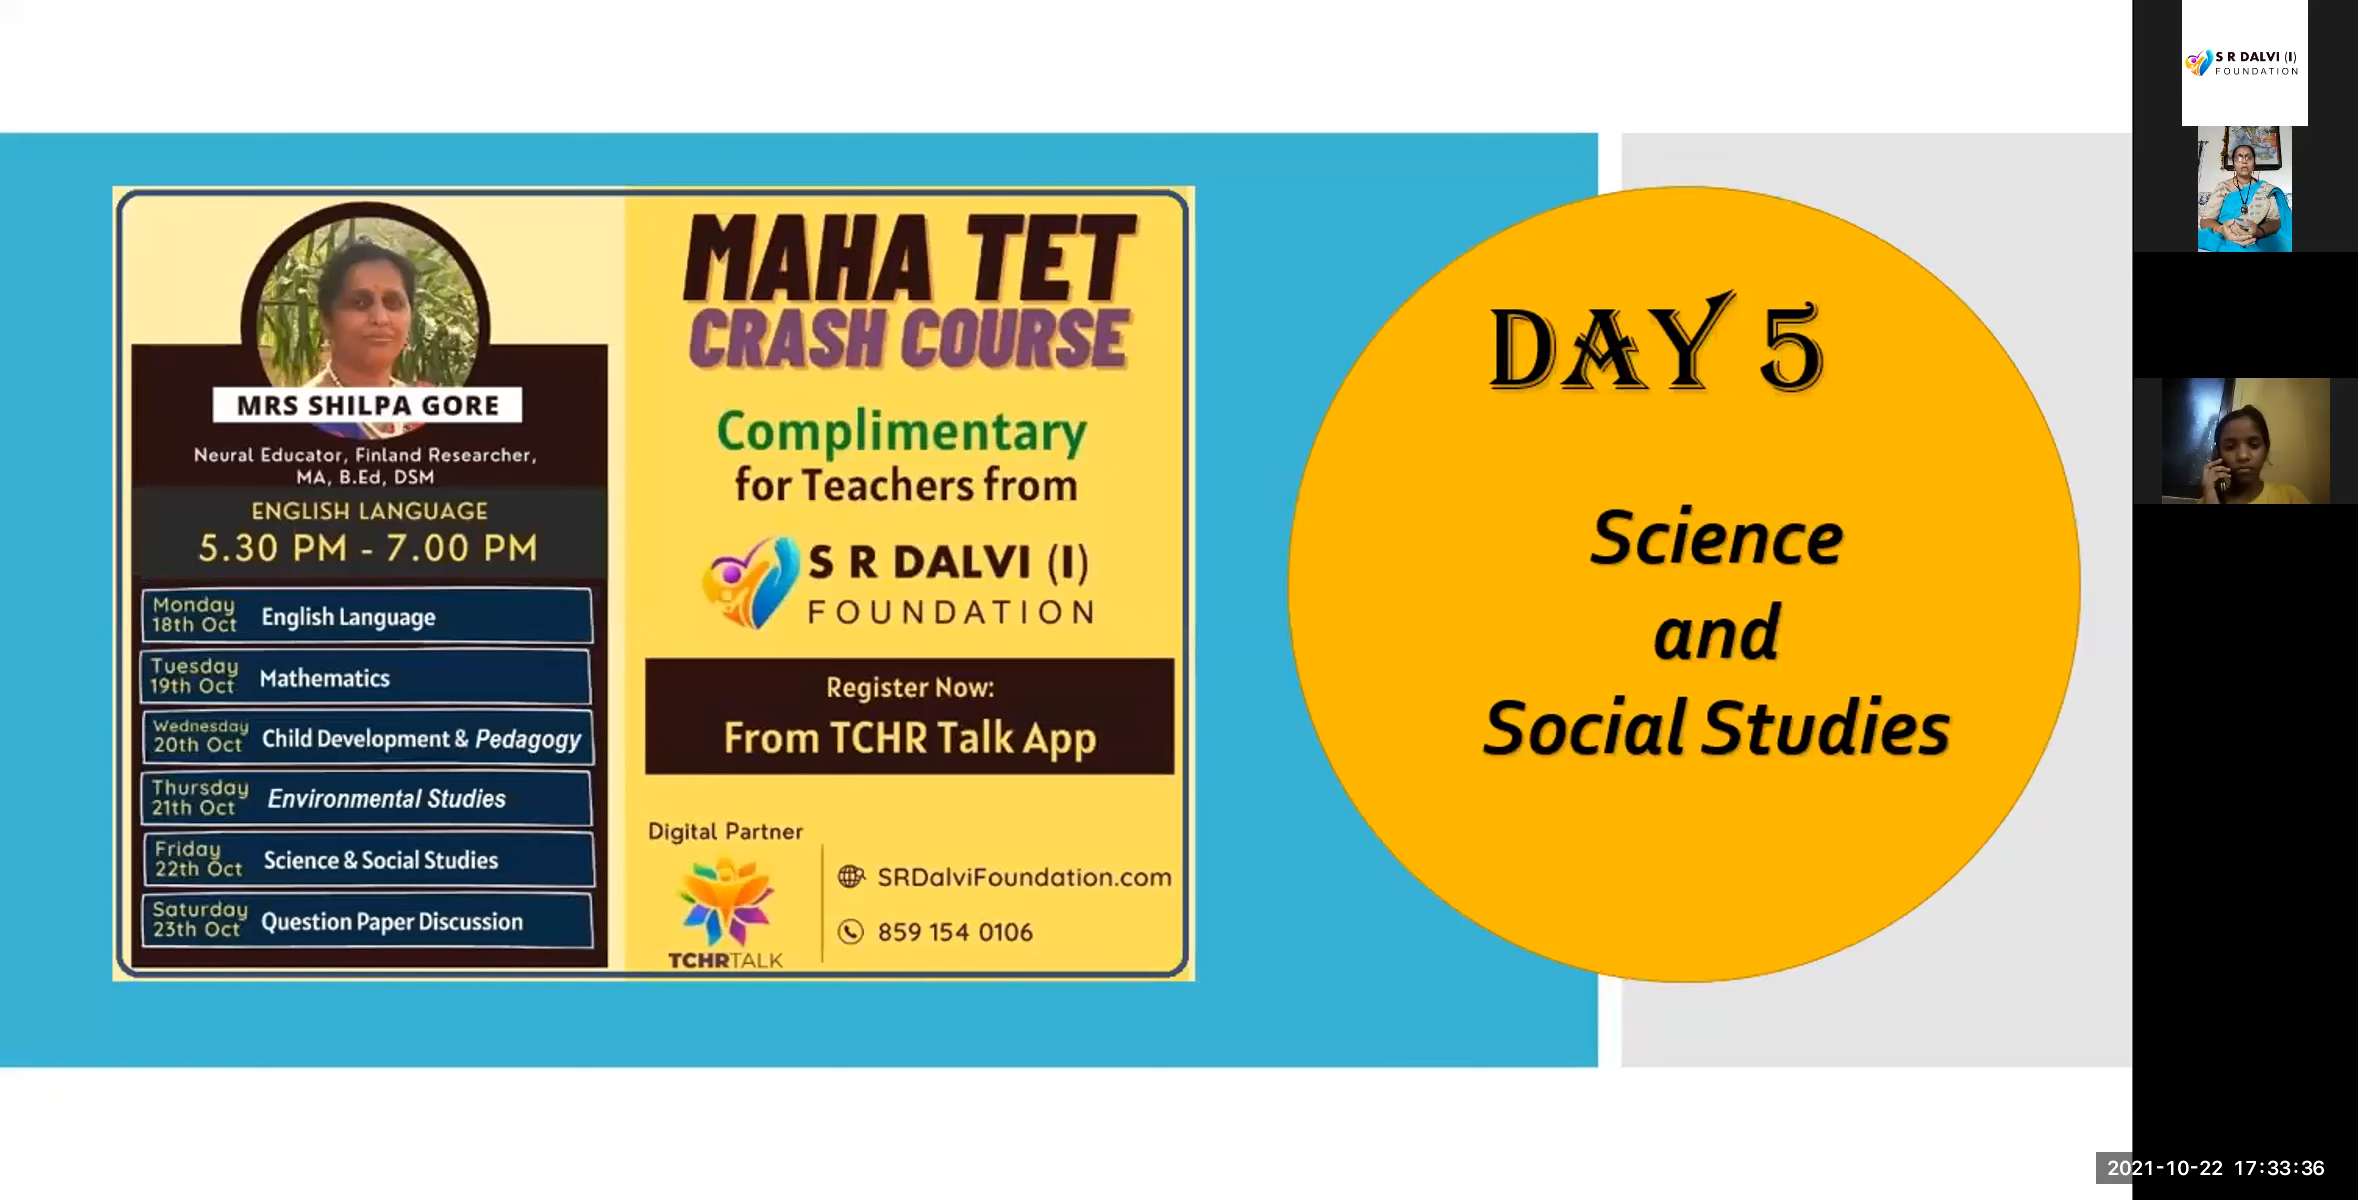 MRS SHILPA GORE
Neural Educator, Finland Researcher,
MA, B.Ed, DSM
ENGLISH LANGUAGE
5.30 PM - 7.00 PM
Monday
18th Oct
English Language
Tuesday
19th Oct
Mathematics
Wednesday
20th Oct
Child Development & Pedagogy
Thursday
21th Oct
Environmental Studies
Friday
22th Oct
Science & Social Studies
Saturday
23th Oct
Question Paper Discussion
MAHA TET
CRASH COURSE
Complimentary
for Teachers from
S R DALVI (I)
FOUNDATION
Register Now:
From TCHR Talk App
Digital Partner
TCHRTALK
SRDalviFoundation.com
859 154 0106
DAY 5
Science
and
Social Studies
S R DALVI (I)
FOUNDATION
2021-10-22 17:33:36